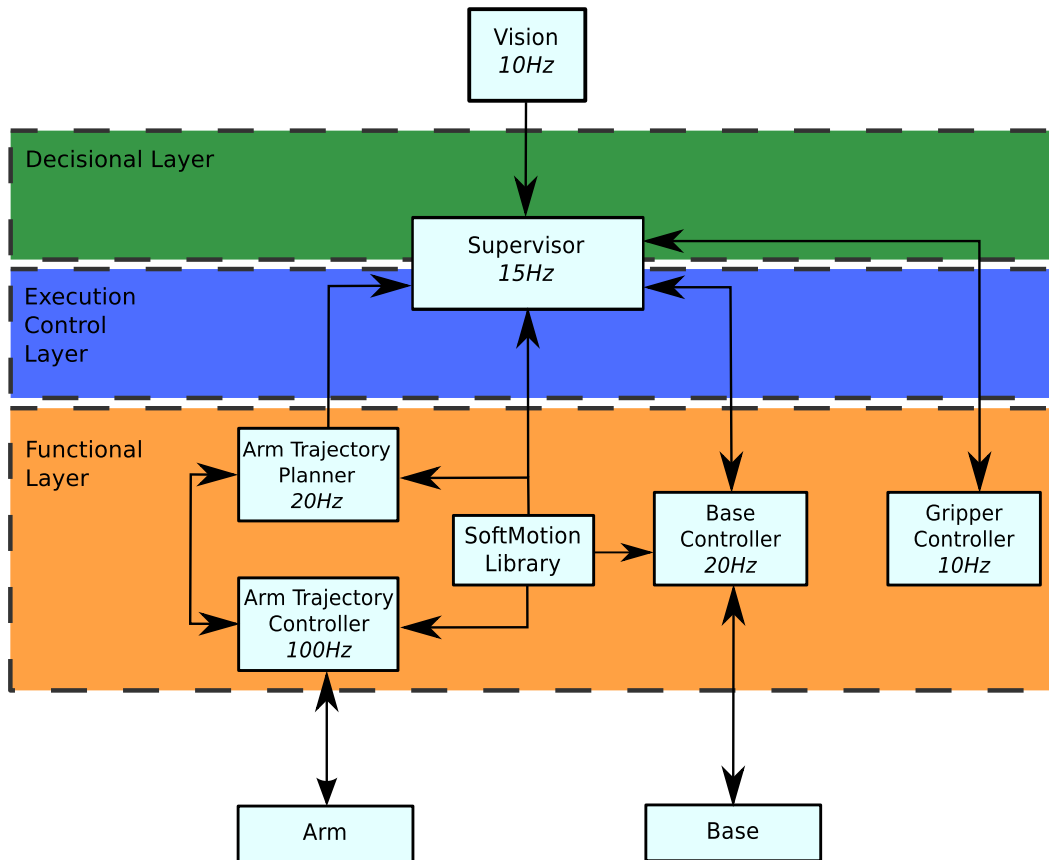 Vision
10Hz
Decisional Layer
Supervisor
15Hz
Execution
Control
Layer
Functional
Layer
Arm Trajectory
Planner
20Hz
SoftMotion
Library
Base
Controller
20Hz
Gripper
Controller
10Hz
Arm Trajectory
Controller
100Hz
Arm
Base